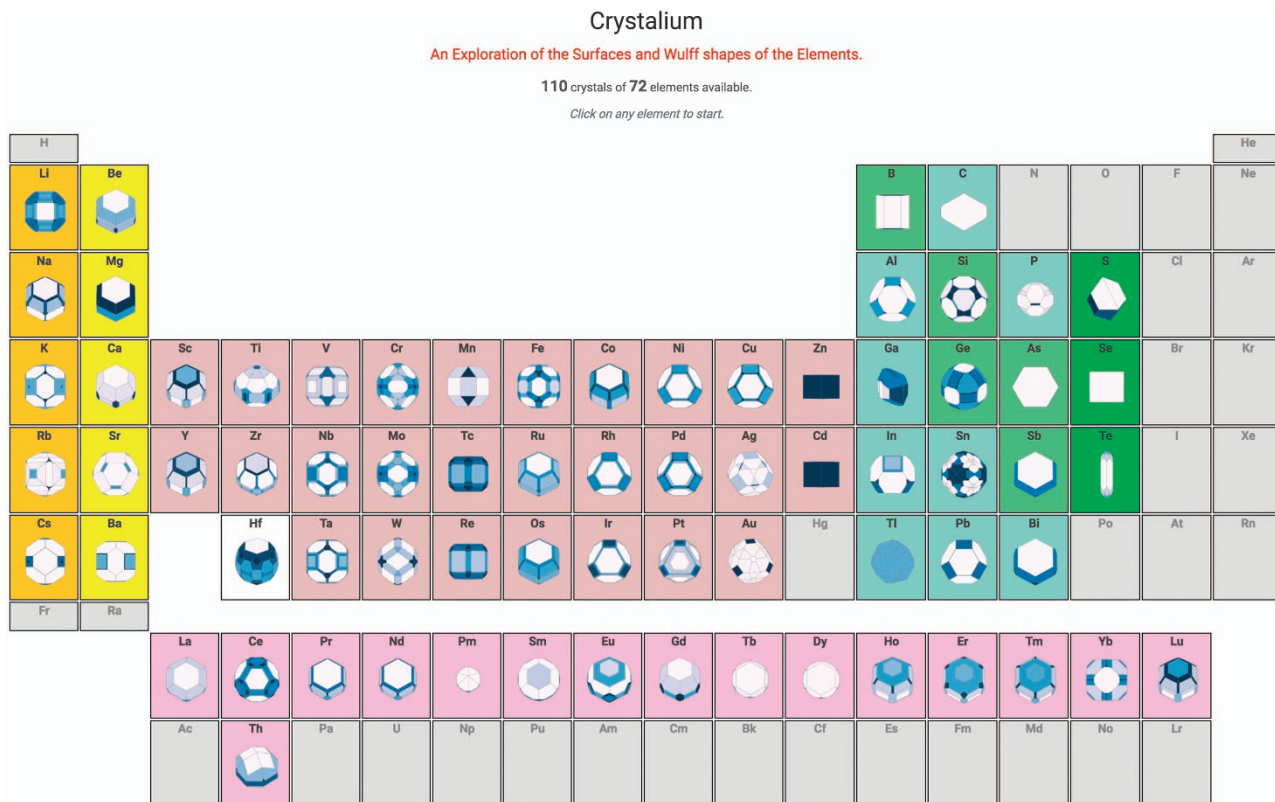 Crystalium
An Exploration of the Surfaces and Wulff shapes of the Elements.
110 crystals of 72 elements available.
Click on any element to start.
H He
Li Be B C N O F Ne
Na Mg Al Si P S Cl Ar
K Ca Sc Ti V Cr Mn Fe Co Ni Cu Zn Ga Ge As Se Br Kr
Rb Sr Y Zr Nb Mo Tc Ru Rh Pd Ag Cd In Sn Sb Te I Xe
Cs Ba Hf Ta W Re Os Ir Pt Au Hg Tl Pb Bi Po At Rn
Fr Ra
La Ce Pr Nd Pm Sm Eu Gd Tb Dy Ho Er Tm Yb Lu
Ac Th Pa U Np Pu Am Cm Bk Cf Es Fm Md No Lr